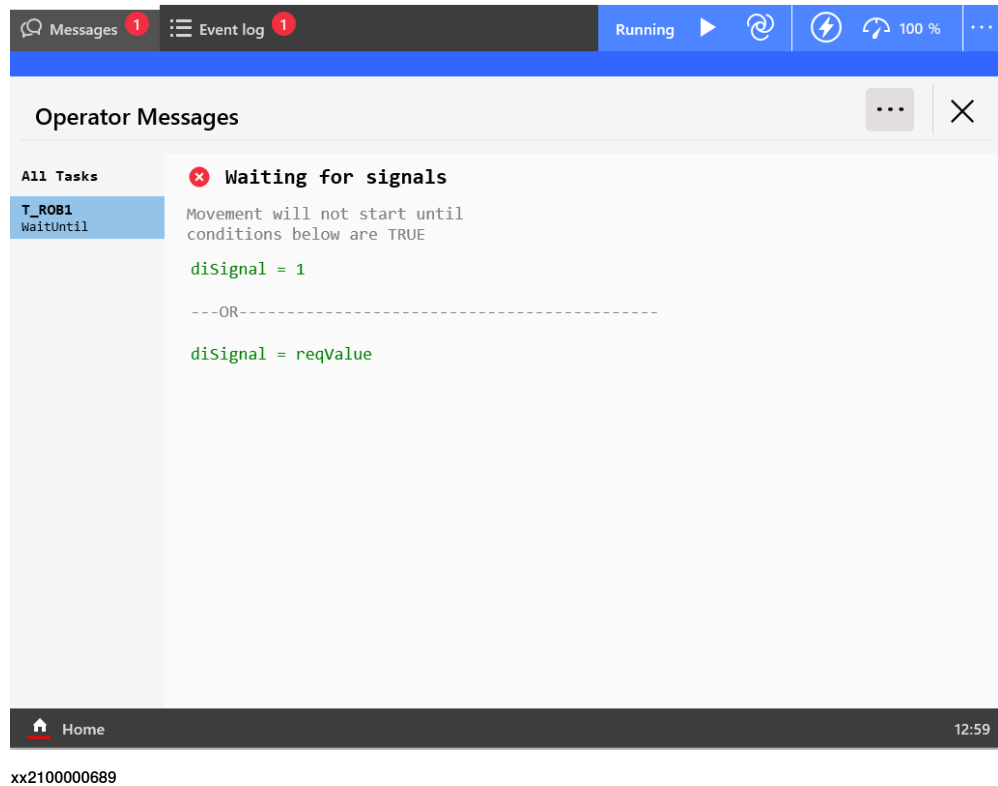 Messages 1 Event log 1 Running 100 % ...
Operator Messages ...
All Tasks
T_ROB1
WaitUntil
Waiting for signals
Movement will not start until
conditions below are TRUE
diSignal = 1
---OR--------------------------------------------
diSignal = reqValue
Home 12:59
xx2100000689